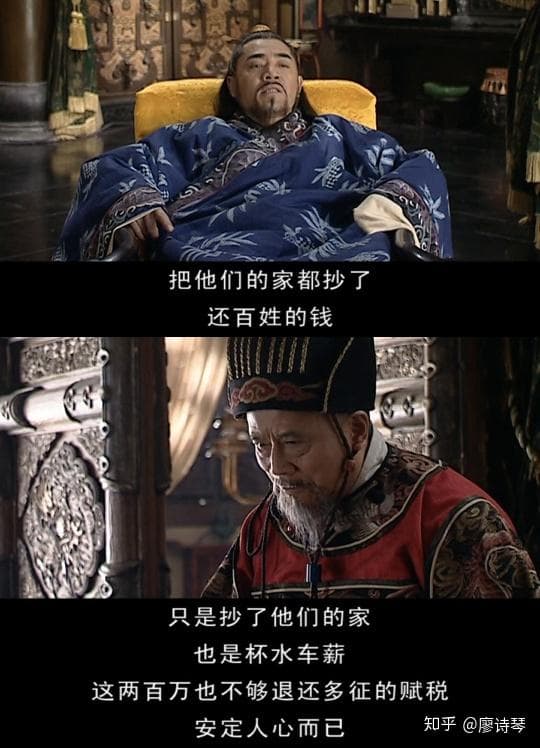 把他们的家都抄了
还百姓的钱
只是抄了他们的家
也是杯水车薪
这两百万也不够退还多征的赋税
安定人心而已
知乎 @廖诗琴